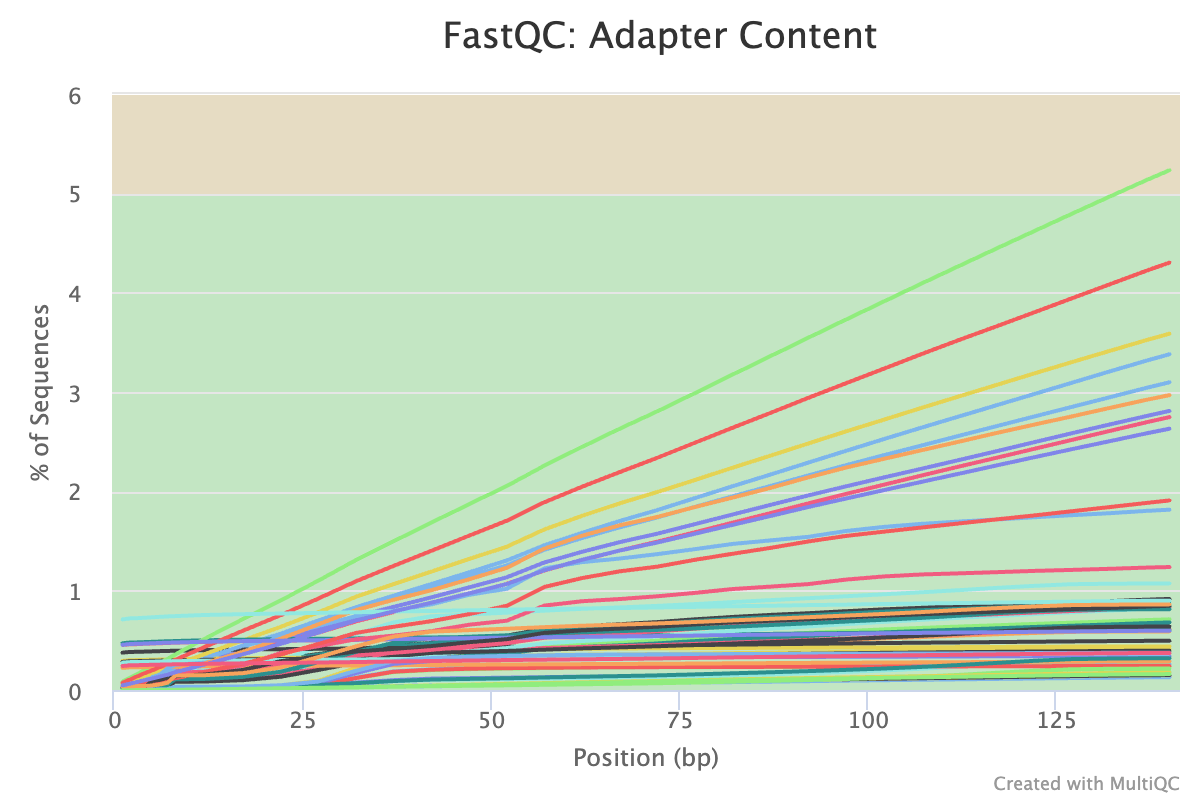 FastQC: Adapter Content
6
5
4
3
2
1
0
% of Sequences
0 25 50 75 100 125
Position (bp)
Created with MultiQC